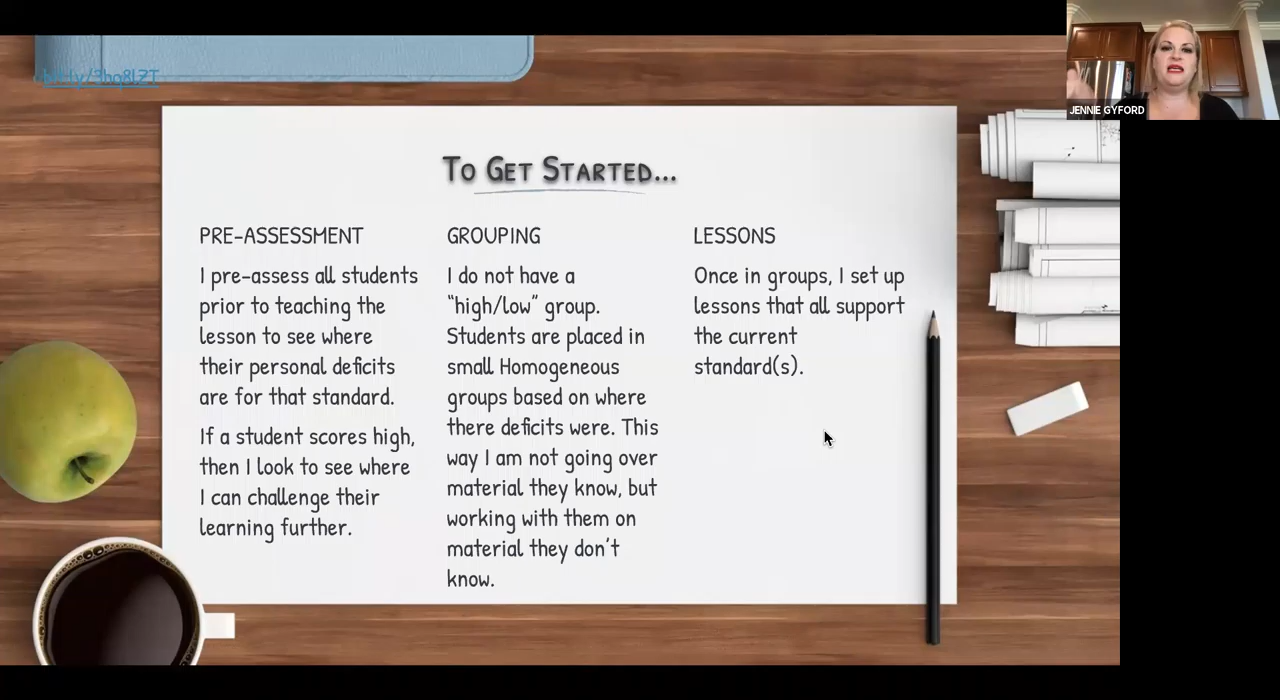 bit.ly/3hq8lZT
JENNIE GYFORD
TO GET STARTED...
PRE-ASSESSMENT
I pre-assess all students
prior to teaching the
lesson to see where
their personal deficits
are for that standard.
If a student scores high,
then I look to see where
I can challenge their
learning further.
GROUPING
I do not have a
“high/low” group.
Students are placed in
small Homogeneous
groups based on where
there deficits were. This
way I am not going over
material they know, but
working with them on
material they don’t
know.
LESSONS
Once in groups, I set up
lessons that all support
the current
standard(s).